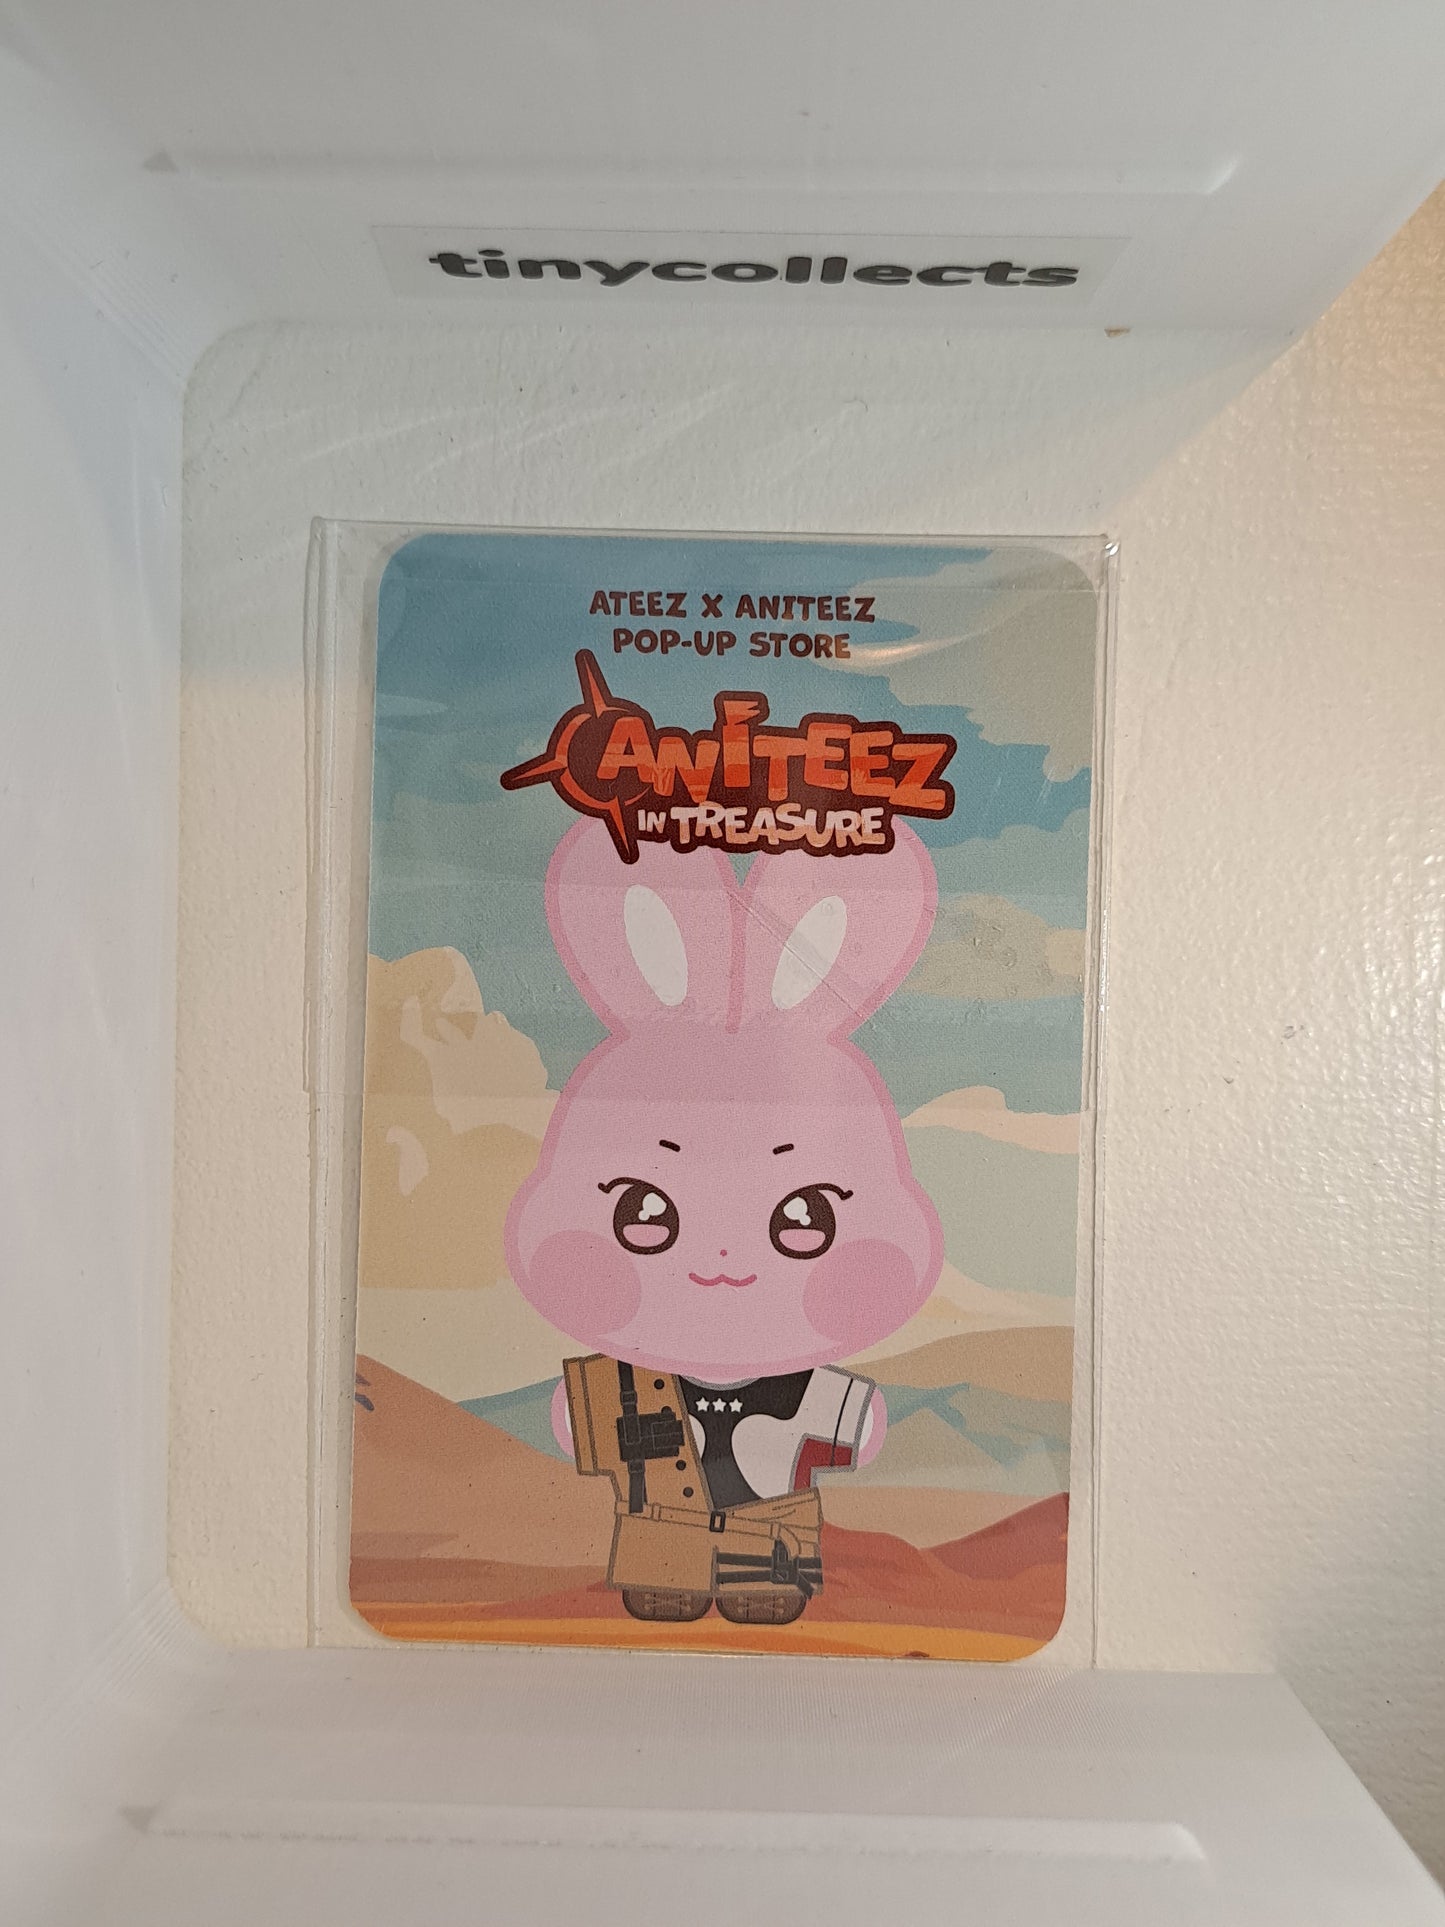 tinycollects
ATEEZ X ANITEEZ
POP-UP STORE
ANITEEZ
IN TREASURE